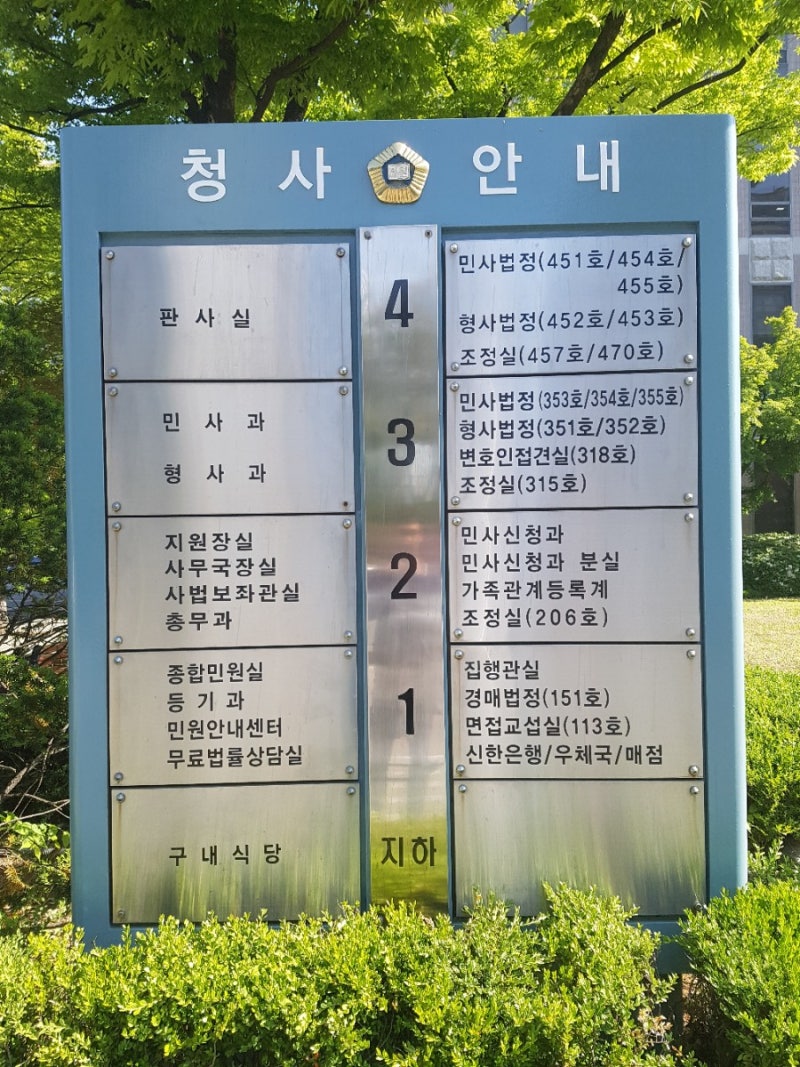 청사 안내
판사실
4
민사법정(451호/454호/
455호)
형사법정(452호/453호)
조정실(457호/470호)
민사과
형사과
3
민사법정(353호/354호/355호)
형사법정(351호/352호)
변호인접견실(318호)
조정실(315호)
지원장실
사무국장실
사법보좌관실
총무과
2
민사신청과
민사신청과 분실
가족관계등록계
조정실(206호)
종합민원실
등기과
민원안내센터
무료법률상담실
1
집행관실
경매법정(151호)
면접교섭실(113호)
신한은행/우체국/매점
구내식당
지하